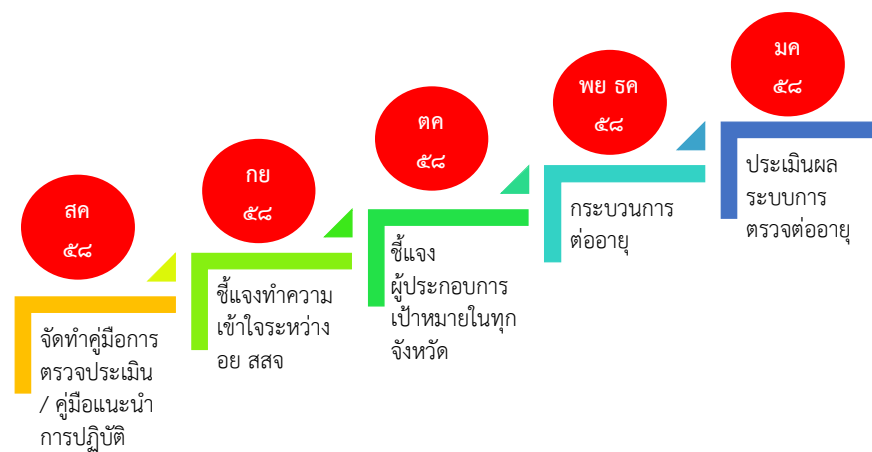 สค
๕๘
จัดทำคู่มือการ
ตรวจประเมิน
/ คู่มือแนะนำ
การปฏิบัติ
กย
๕๘
ชี้แจงทำความ
เข้าใจระหว่าง
อย สสจ
ตค
๕๘
ชี้แจง
ผู้ประกอบการ
เป้าหมายในทุก
จังหวัด
พย ธค
๕๘
กระบวนการ
ต่ออายุ
มค
๕๘
ประเมินผล
ระบบการ
ตรวจต่ออายุ